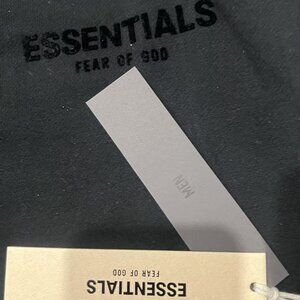 ESSENTIALS
FEAR OF GOD
MEN
FEAR OF GOD
ESSENTIALS